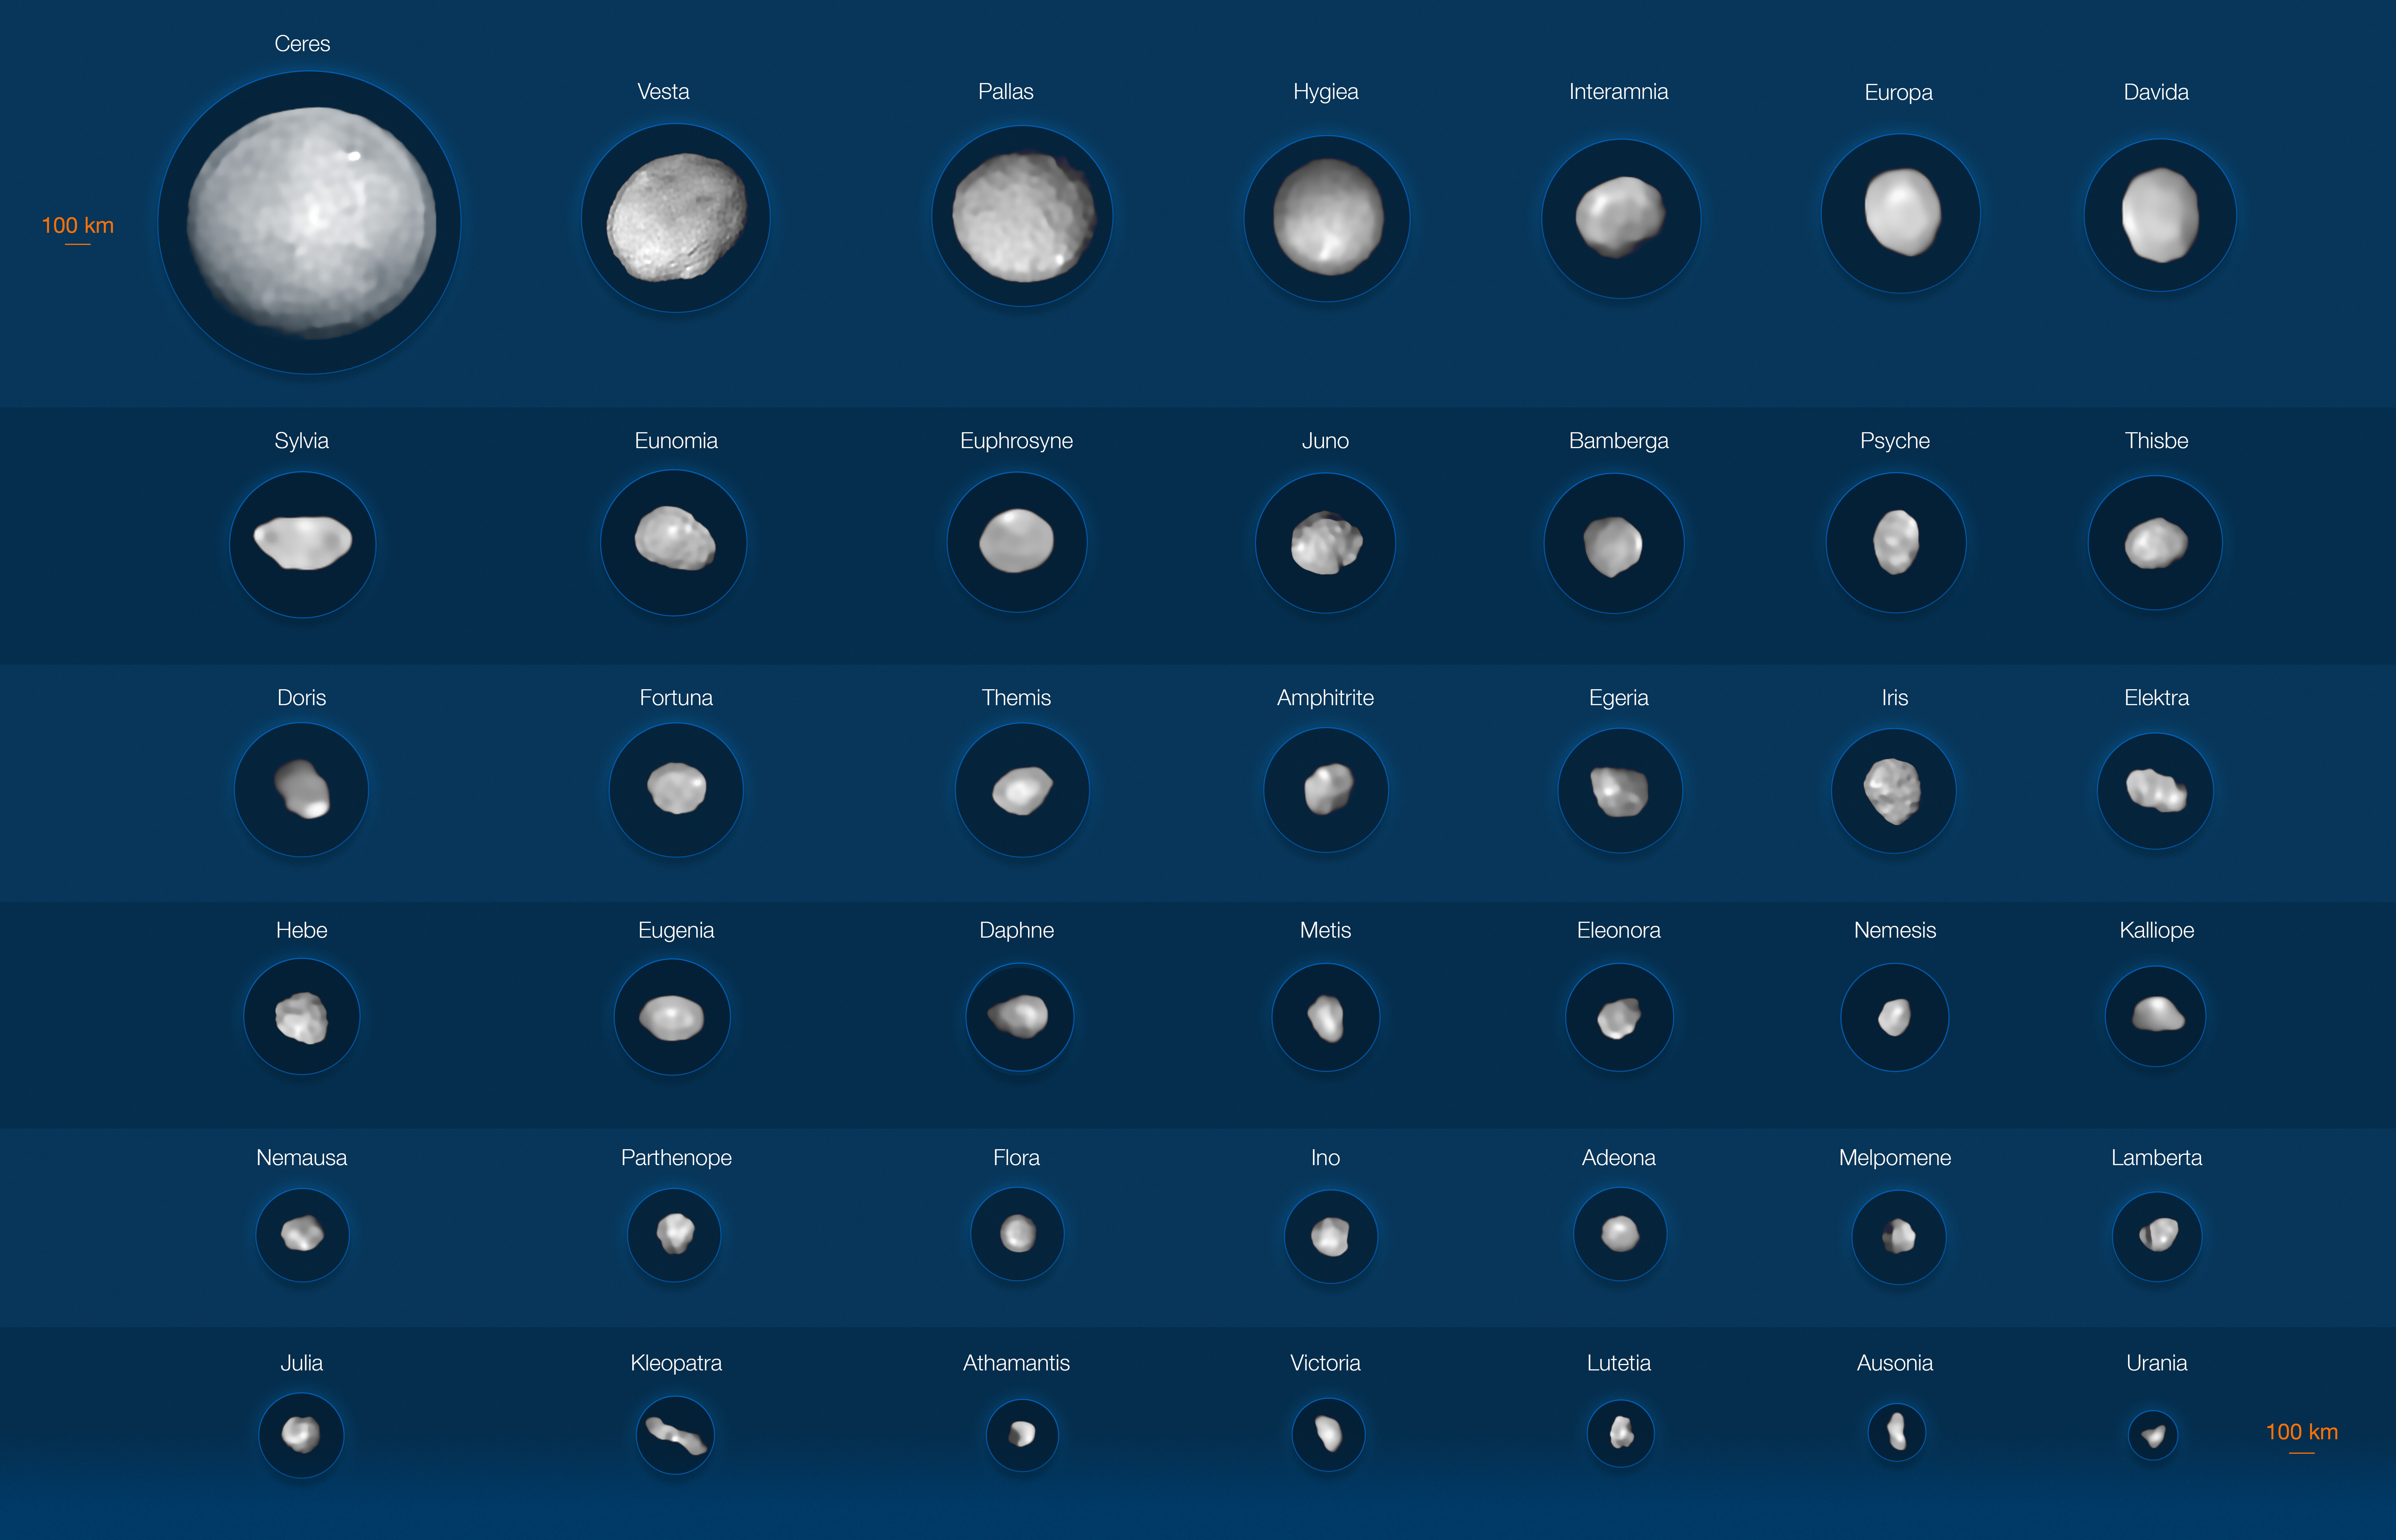 Ceres
Vesta
Pallas
Hygiea
Interamnia
Europa
Davida
100 km
Sylvia
Eunomia
Euphrosyne
Juno
Bamberga
Psyche
Thisbe
Doris
Fortuna
Themis
Amphitrite
Egeria
Iris
Elektra
Hebe
Eugenia
Daphne
Metis
Eleonora
Nemesis
Kalliope
Nemausa
Parthenope
Flora
Ino
Adeona
Melpomene
Lamberta
Julia
Kleopatra
Athamantis
Victoria
Lutetia
Ausonia
Urania
100 km